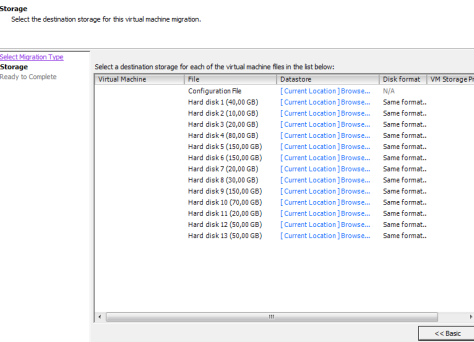 Storage
Select the destination storage for this virtual machine migration.
Select Migration Type
Storage
Ready to Complete
Select a destination storage for each of the virtual machine files in the list below:
Virtual Machine File Datastore Disk format VM Storage Pr
Configuration File [Current Location] Browse... N/A
Hard disk 1 (40,00 GB) [Current Location] Browse... Same format..
Hard disk 2 (10,00 GB) [Current Location] Browse... Same format..
Hard disk 3 (20,00 GB) [Current Location] Browse... Same format..
Hard disk 4 (80,00 GB) [Current Location] Browse... Same format..
Hard disk 5 (150,00 GB) [Current Location] Browse... Same format..
Hard disk 6 (150,00 GB) [Current Location] Browse... Same format..
Hard disk 7 (20,00 GB) [Current Location] Browse... Same format..
Hard disk 8 (30,00 GB) [Current Location] Browse... Same format..
Hard disk 9 (150,00 GB) [Current Location] Browse... Same format..
Hard disk 10 (70,00 GB) [Current Location] Browse... Same format..
Hard disk 11 (20,00 GB) [Current Location] Browse... Same format..
Hard disk 12 (50,00 GB) [Current Location] Browse... Same format..
Hard disk 13 (50,00 GB) [Current Location] Browse... Same format..
<< Basic